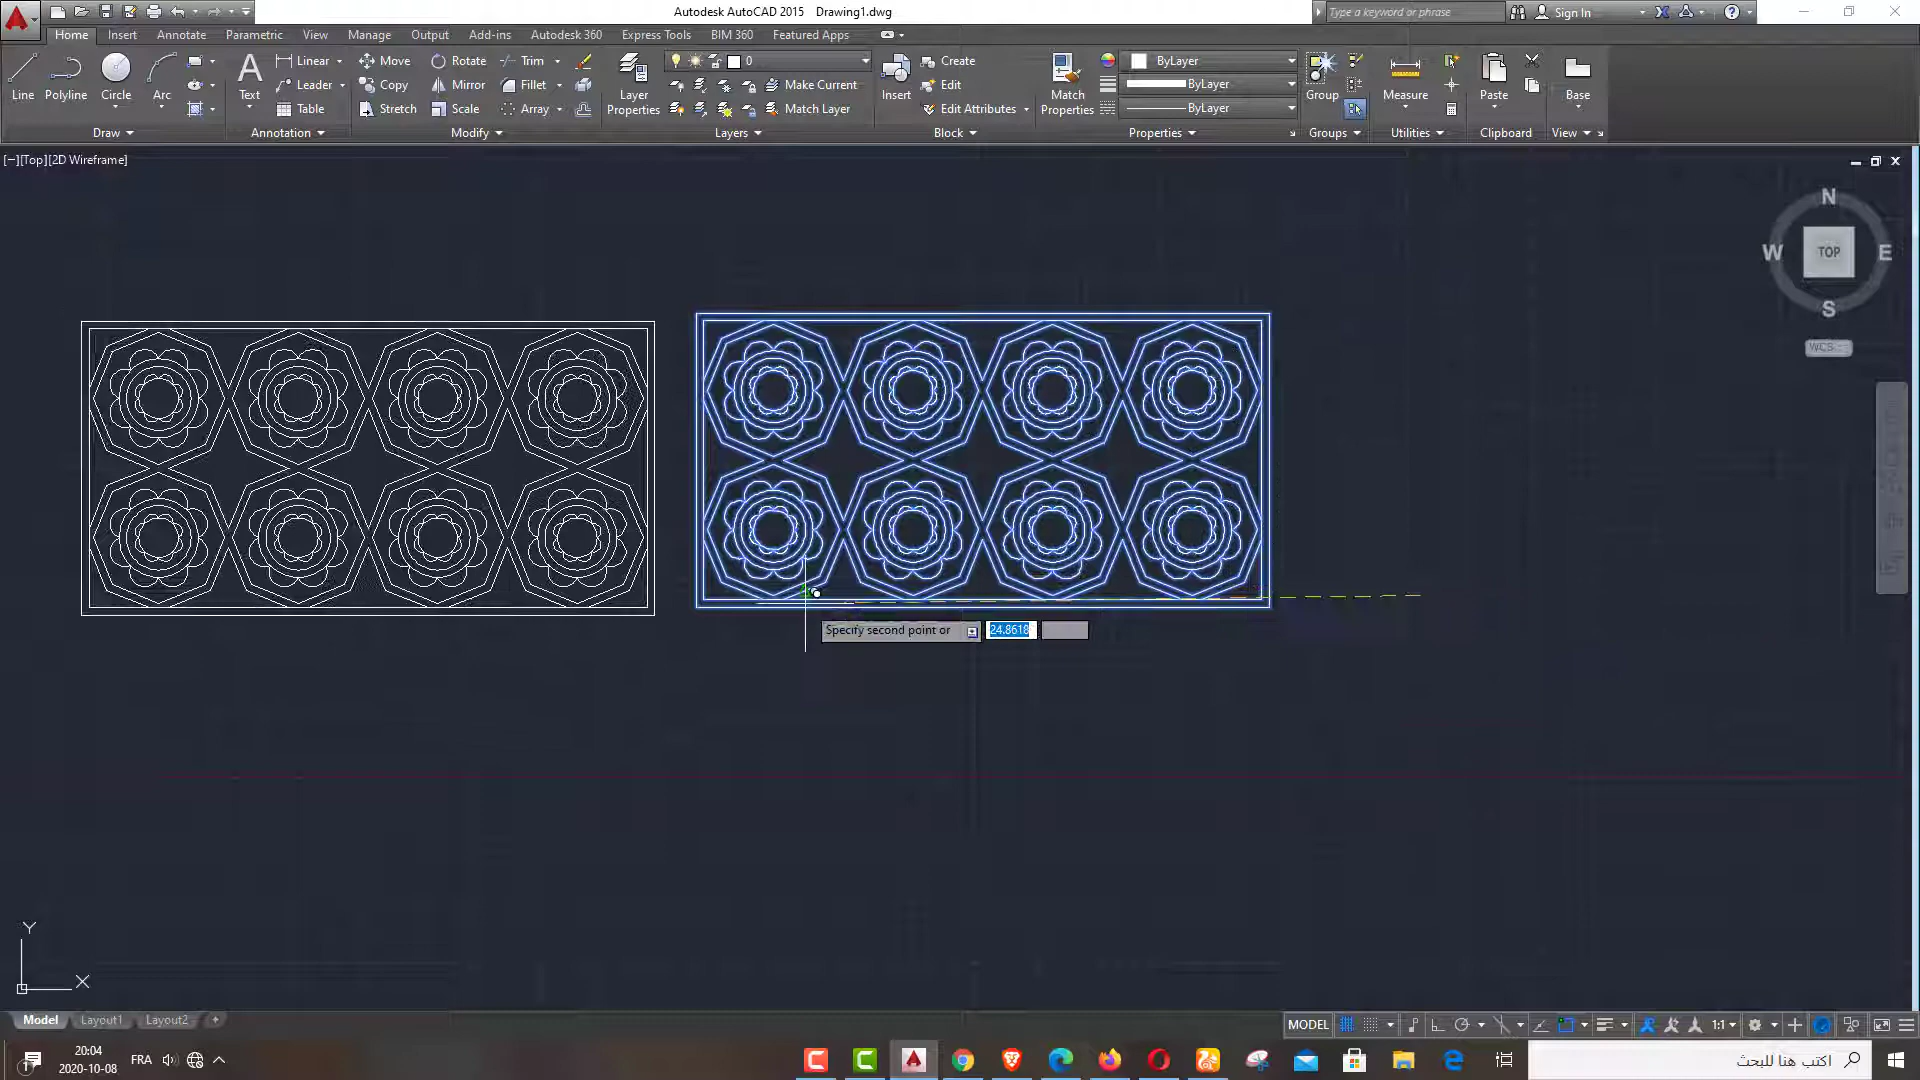 Autodesk AutoCAD 2015 Drawing1.dwg
Type a keyword or phrase
Sign In
Home Insert Annotate Parametric View Manage Output Add-ins Autodesk 360 Express Tools BIM 360 Featured Apps
Line Polyline Circle Arc
Text
Linear
Leader
Table
Move Rotate Trim
Copy Mirror Fillet
Stretch Scale Array
Layer Properties
0
Make Current
Match Layer
Insert
Create
Edit
Edit Attributes
Match Properties
ByLayer
ByLayer
ByLayer
Group
Measure
Paste
Base
Draw Annotation Modify Layers Block Properties Groups Utilities Clipboard View
[−][Top][2D Wireframe]
N
W TOP E
S
WCS
Specify second point or 24.8618
Y
X
Model Layout1 Layout2 +
MODEL 1:1
20:04
2020-10-08
FRA
1
اكتب هنا للبحث